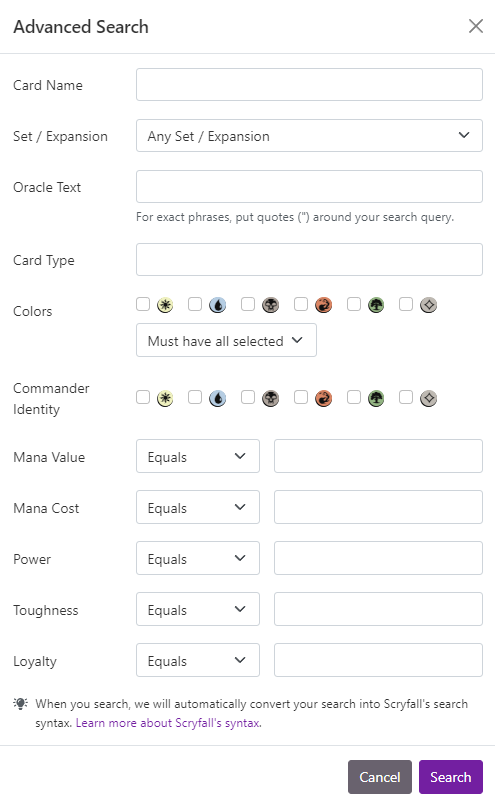 Advanced Search
Card Name
Set / Expansion
Any Set / Expansion
Oracle Text
For exact phrases, put quotes (") around your search query.
Card Type
Colors
Must have all selected
Commander
Identity
Mana Value
Equals
Mana Cost
Equals
Power
Equals
Toughness
Equals
Loyalty
Equals
When you search, we will automatically convert your search into Scryfall's search
syntax. Learn more about Scryfall's syntax.
Cancel
Search